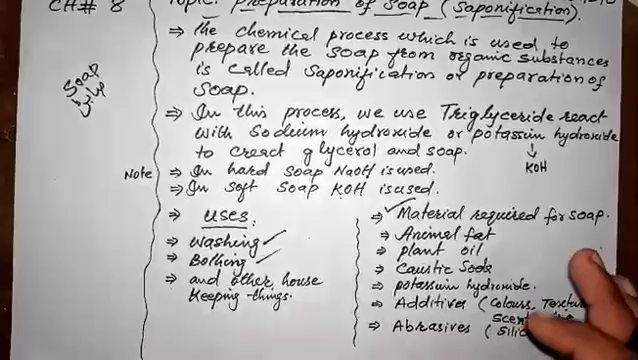 CH# 8
Topic: Preparation of Soap (Saponification).
⇒ The chemical process which is used to
prepare the soap from organic substances
is called Saponification or preparation of
Soap.
Soap
⇒ In this process, we use Triglyceride react
with Sodium hydroxide or potassium hydroxide
to creact glycerol and soap.
↓
KOH
Note ⇒ In hard soap NaOH is used.
⇒ In soft soap KOH is used.
⇒ uses.
⇒ washing
⇒ Bathing
⇒ and other house
Keeping things.
⇒ Material required for soap.
⇒ Animal fat
⇒ plant oil
⇒ Caustic Soda
⇒ potassium hydroxide.
⇒ Additives (Colours, Textur
⇒ Abrasives (Silic